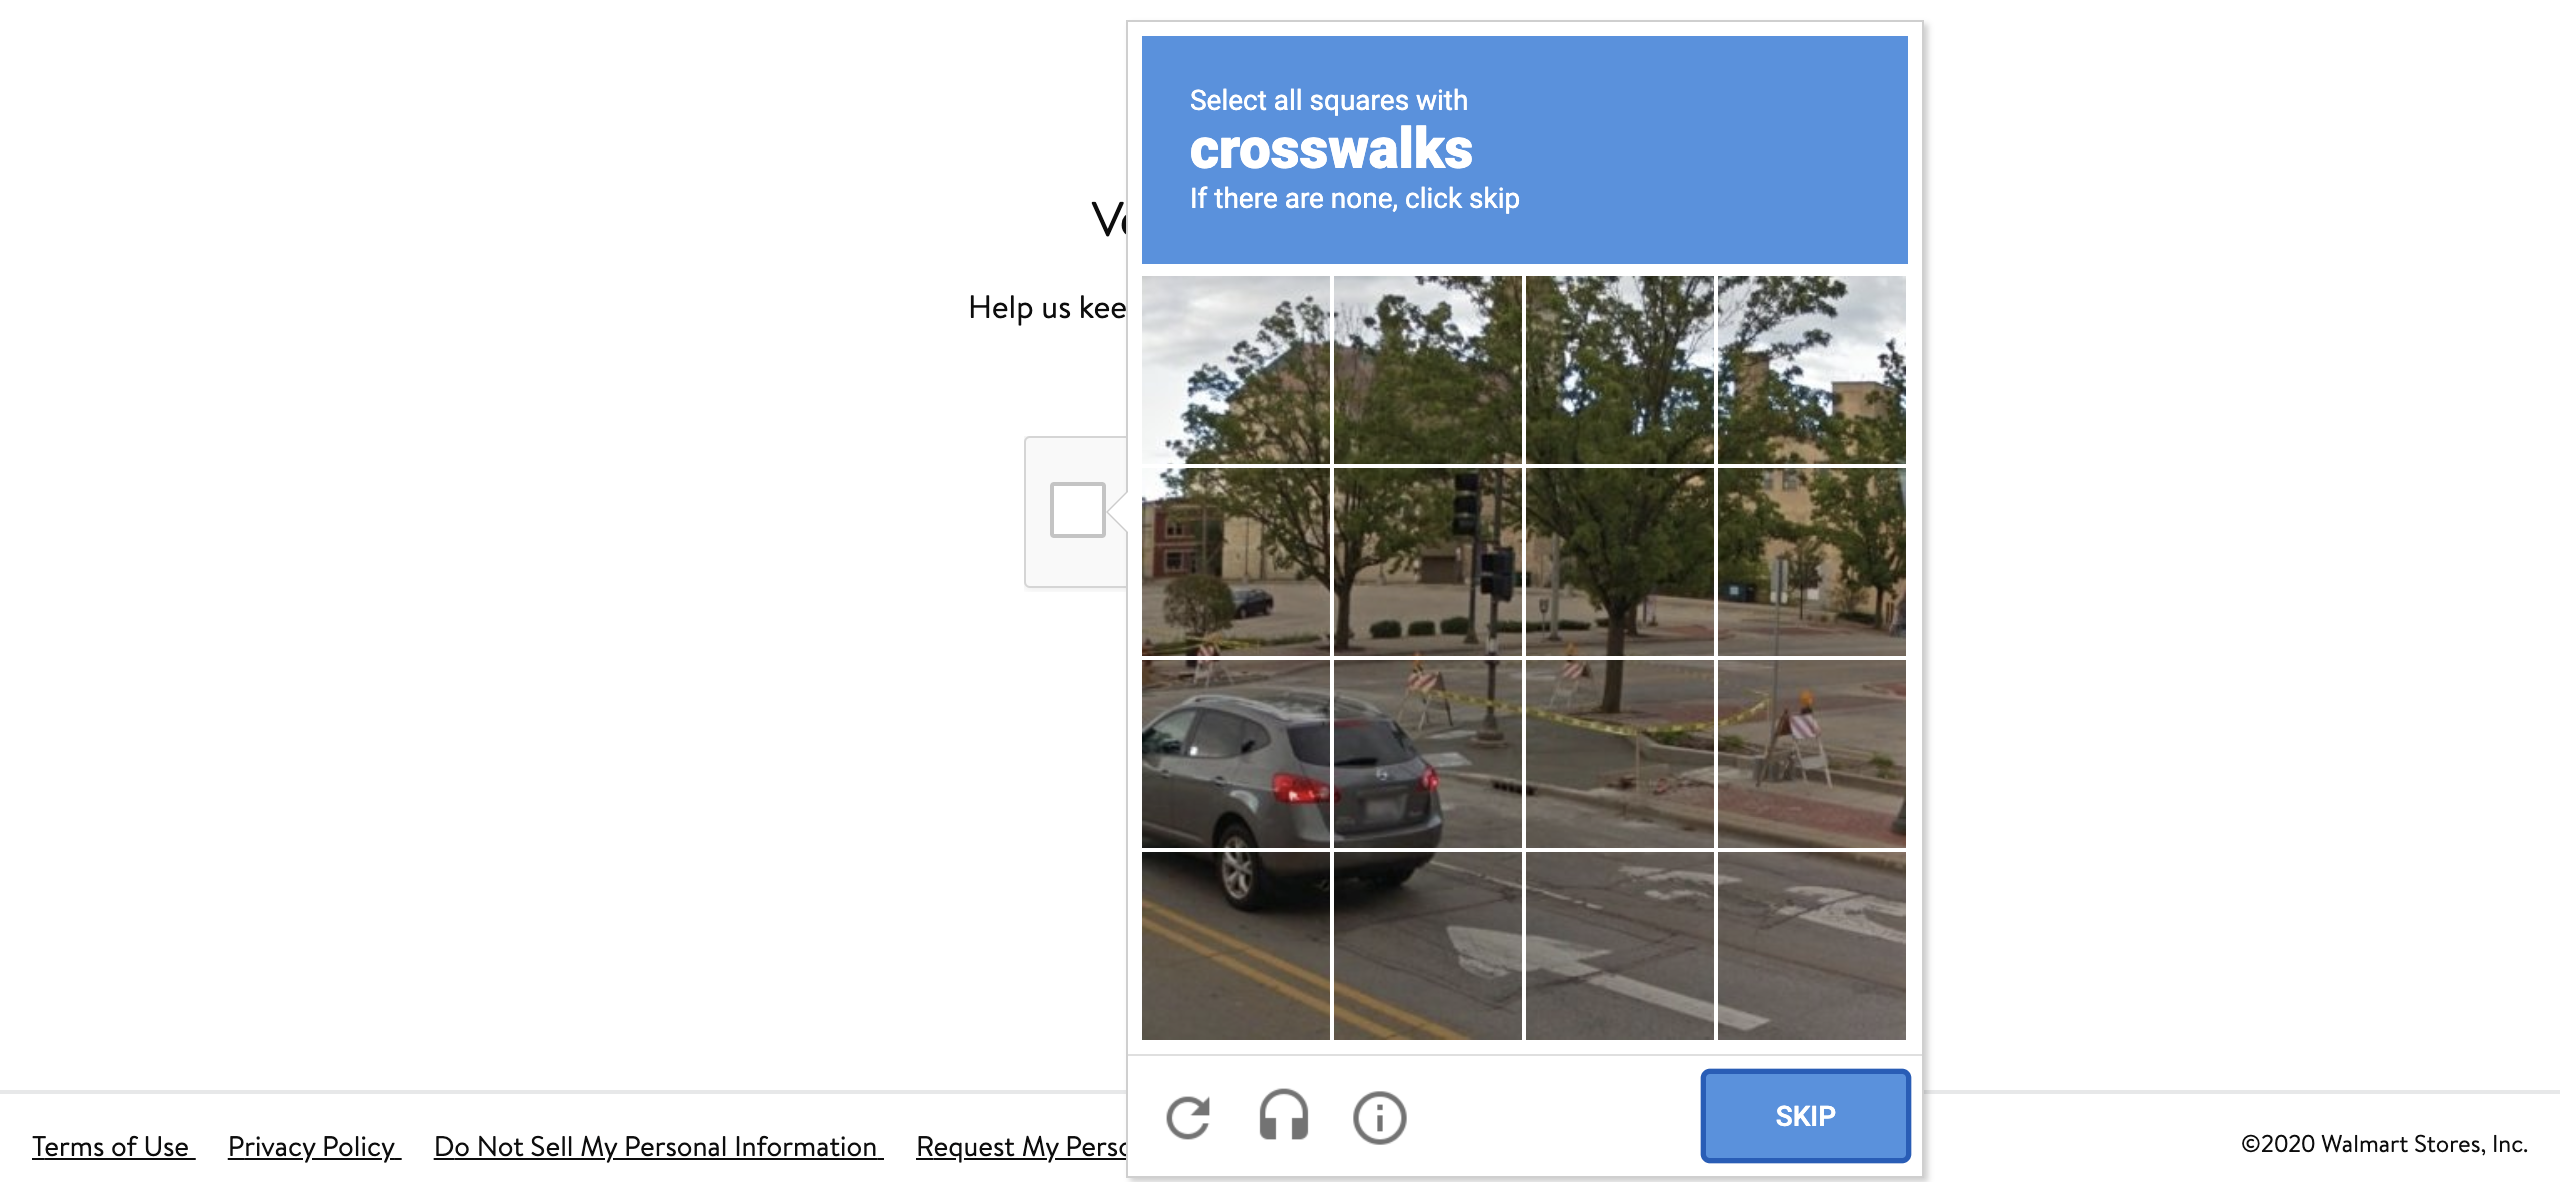 Select all squares with
crosswalks
If there are none, click skip
Help us kee
SKIP
Terms of Use Privacy Policy Do Not Sell My Personal Information Request My Perso
©2020 Walmart Stores, Inc.